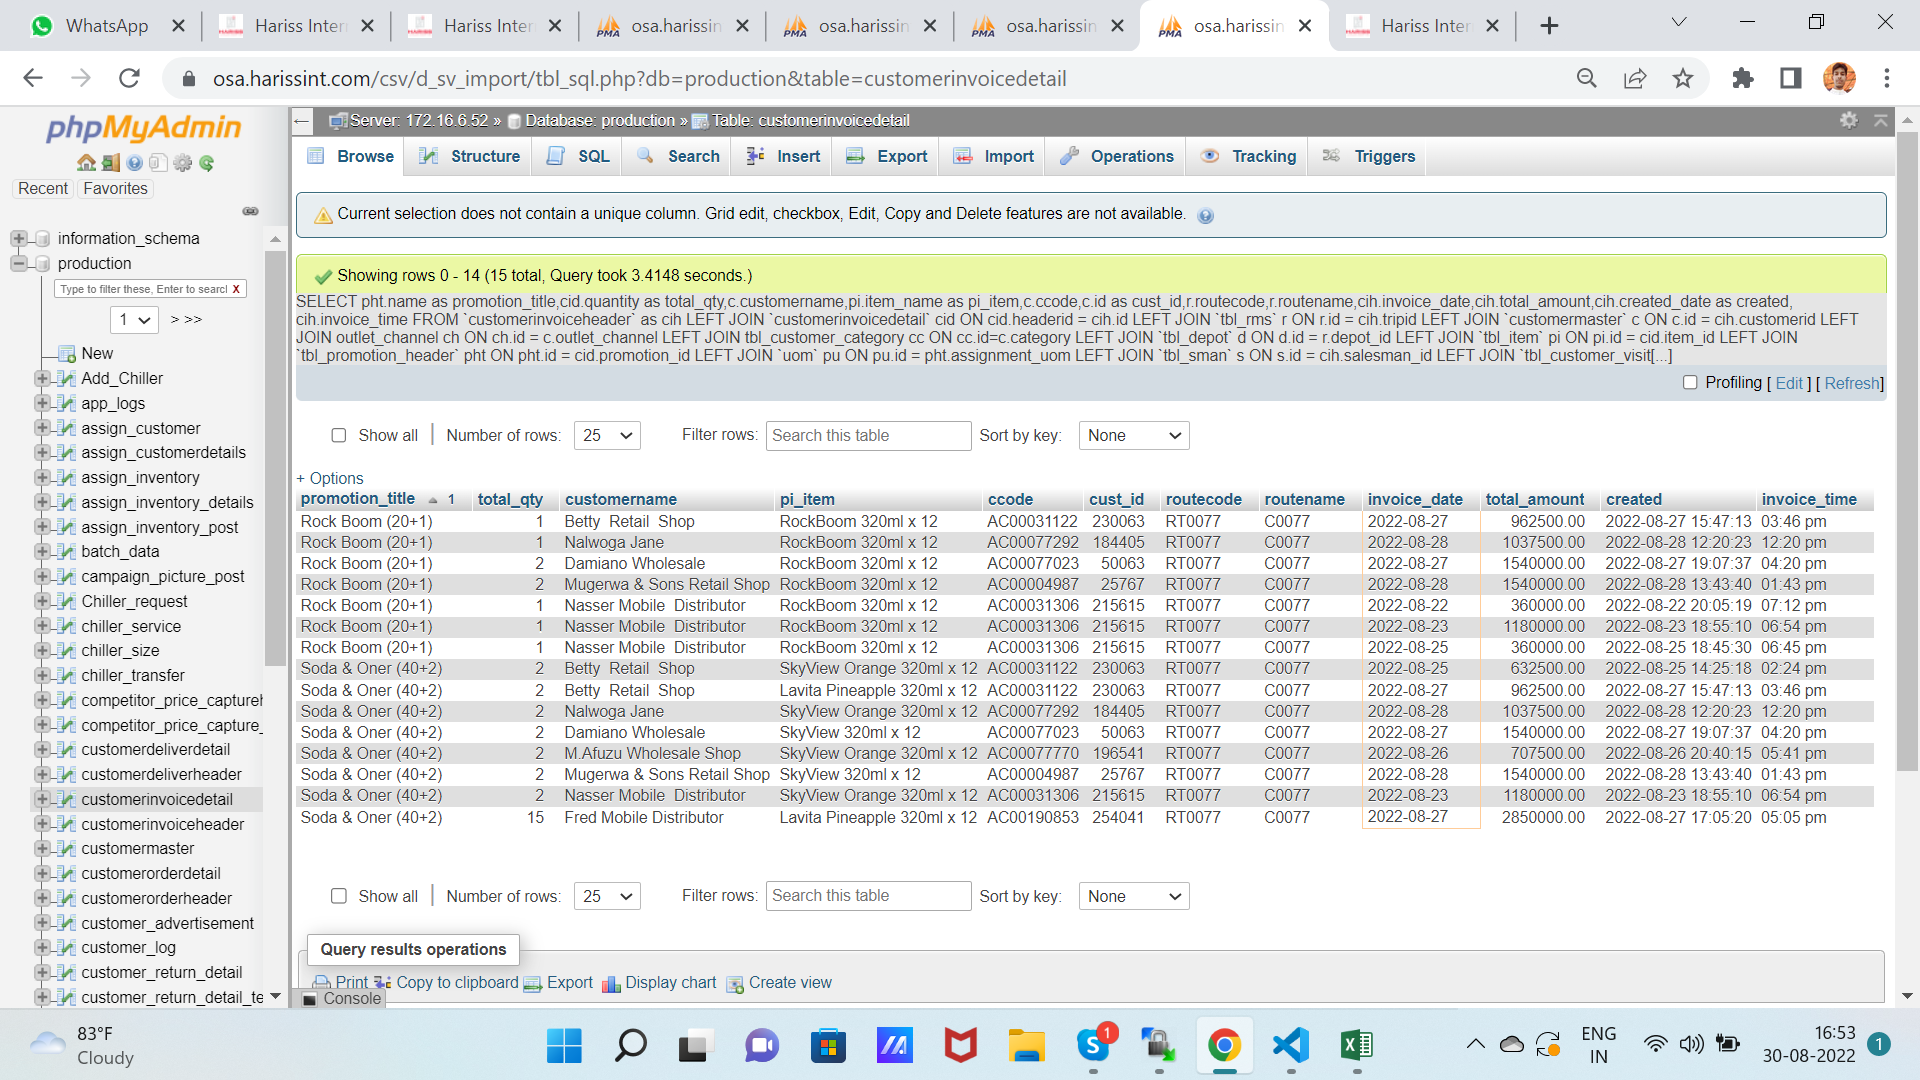 WhatsApp
Hariss Inter
Hariss Inter
PMA osa.harissin
PMA osa.harissin
PMA osa.harissin
PMA osa.harissin
Hariss Inter
osa.harissint.com/csv/d_sv_import/tbl_sql.php?db=production&table=customerinvoicedetail
phpMyAdmin
Recent Favorites
information_schema
production
Type to filter these, Enter to search X
1 > >>
New
Add_Chiller
app_logs
assign_customer
assign_customerdetails
assign_inventory
assign_inventory_details
assign_inventory_post
batch_data
campaign_picture_post
Chiller_request
chiller_service
chiller_size
chiller_transfer
competitor_price_captureh
competitor_price_capture_
customerdeliverdetail
customerdeliverheader
customerinvoicedetail
customerinvoiceheader
customermaster
customerorderdetail
customerorderheader
customer_advertisement
customer_log
customer_return_detail
customer_return_detail_te
Server: 172.16.6.52 » Database: production » Table: customerinvoicedetail
Browse Structure SQL Search Insert Export Import Operations Tracking Triggers
Current selection does not contain a unique column. Grid edit, checkbox, Edit, Copy and Delete features are not available.
Showing rows 0 - 14 (15 total, Query took 3.4148 seconds.)
SELECT pht.name as promotion_title,cid.quantity as total_qty,c.customername,pi.item_name as pi_item,c.ccode,c.id as cust_id,r.routecode,r.routename,cih.invoice_date,cih.total_amount,cih.created_date as created,
cih.invoice_time FROM `customerinvoiceheader` as cih LEFT JOIN `customerinvoicedetail` cid ON cid.headerid = cih.id LEFT JOIN `tbl_rms` r ON r.id = cih.tripid LEFT JOIN `customermaster` c ON c.id = cih.customerid LEFT
JOIN outlet_channel ch ON ch.id = c.outlet_channel LEFT JOIN tbl_customer_category cc ON cc.id=c.category LEFT JOIN `tbl_depot` d ON d.id = r.depot_id LEFT JOIN `tbl_item` pi ON pi.id = cid.item_id LEFT JOIN
`tbl_promotion_header` pht ON pht.id = cid.promotion_id LEFT JOIN `uom` pu ON pu.id = pht.assignment_uom LEFT JOIN `tbl_sman` s ON s.id = cih.salesman_id LEFT JOIN `tbl_customer_visit[...]
Profiling [ Edit ] [ Refresh]
Show all Number of rows: 25 Filter rows: Search this table Sort by key: None
+ Options
promotion_title 1 total_qty customername pi_item ccode cust_id routecode routename invoice_date total_amount created invoice_time
Rock Boom (20+1) 1 Betty Retail Shop RockBoom 320ml x 12 AC00031122 230063 RT0077 C0077 2022-08-27 962500.00 2022-08-27 15:47:13 03:46 pm
Rock Boom (20+1) 1 Nalwoga Jane RockBoom 320ml x 12 AC00077292 184405 RT0077 C0077 2022-08-28 1037500.00 2022-08-28 12:20:23 12:20 pm
Rock Boom (20+1) 2 Damiano Wholesale RockBoom 320ml x 12 AC00077023 50063 RT0077 C0077 2022-08-27 1540000.00 2022-08-27 19:07:37 04:20 pm
Rock Boom (20+1) 2 Mugerwa & Sons Retail Shop RockBoom 320ml x 12 AC00004987 25767 RT0077 C0077 2022-08-28 1540000.00 2022-08-28 13:43:40 01:43 pm
Rock Boom (20+1) 1 Nasser Mobile Distributor RockBoom 320ml x 12 AC00031306 215615 RT0077 C0077 2022-08-22 360000.00 2022-08-22 20:05:19 07:12 pm
Rock Boom (20+1) 1 Nasser Mobile Distributor RockBoom 320ml x 12 AC00031306 215615 RT0077 C0077 2022-08-23 1180000.00 2022-08-23 18:55:10 06:54 pm
Rock Boom (20+1) 1 Nasser Mobile Distributor RockBoom 320ml x 12 AC00031306 215615 RT0077 C0077 2022-08-25 360000.00 2022-08-25 18:45:30 06:45 pm
Soda & Oner (40+2) 2 Betty Retail Shop SkyView Orange 320ml x 12 AC00031122 230063 RT0077 C0077 2022-08-25 632500.00 2022-08-25 14:25:18 02:24 pm
Soda & Oner (40+2) 2 Betty Retail Shop Lavita Pineapple 320ml x 12 AC00031122 230063 RT0077 C0077 2022-08-27 962500.00 2022-08-27 15:47:13 03:46 pm
Soda & Oner (40+2) 2 Nalwoga Jane SkyView Orange 320ml x 12 AC00077292 184405 RT0077 C0077 2022-08-28 1037500.00 2022-08-28 12:20:23 12:20 pm
Soda & Oner (40+2) 2 Damiano Wholesale SkyView 320ml x 12 AC00077023 50063 RT0077 C0077 2022-08-27 1540000.00 2022-08-27 19:07:37 04:20 pm
Soda & Oner (40+2) 2 M.Afuzu Wholesale Shop SkyView Orange 320ml x 12 AC00077770 196541 RT0077 C0077 2022-08-26 707500.00 2022-08-26 20:40:15 05:41 pm
Soda & Oner (40+2) 2 Mugerwa & Sons Retail Shop SkyView 320ml x 12 AC00004987 25767 RT0077 C0077 2022-08-28 1540000.00 2022-08-28 13:43:40 01:43 pm
Soda & Oner (40+2) 2 Nasser Mobile Distributor SkyView Orange 320ml x 12 AC00031306 215615 RT0077 C0077 2022-08-23 1180000.00 2022-08-23 18:55:10 06:54 pm
Soda & Oner (40+2) 15 Fred Mobile Distributor Lavita Pineapple 320ml x 12 AC00190853 254041 RT0077 C0077 2022-08-27 2850000.00 2022-08-27 17:05:20 05:05 pm
Show all Number of rows: 25 Filter rows: Search this table Sort by key: None
Query results operations
Print Copy to clipboard Export Display chart Create view
Console
83°F
Cloudy
1
ENG
IN
16:53
30-08-2022
1